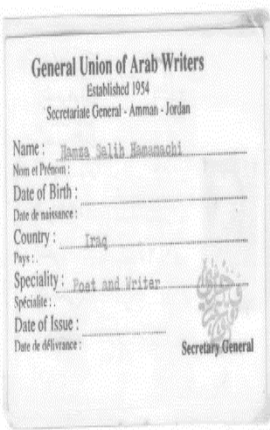 General Union of Arab Writers
Established 1954
Secretariate General - Amman - Jordan
Name : Hamza Salih Hamamachi
Nom et Prénom :
Date of Birth :
Date de naissance :
Country : Iraq
Pays : .
Speciality : Poet and Writer
Spécialite : .
Date of Issue :
Date de délivrance :
Secretary General